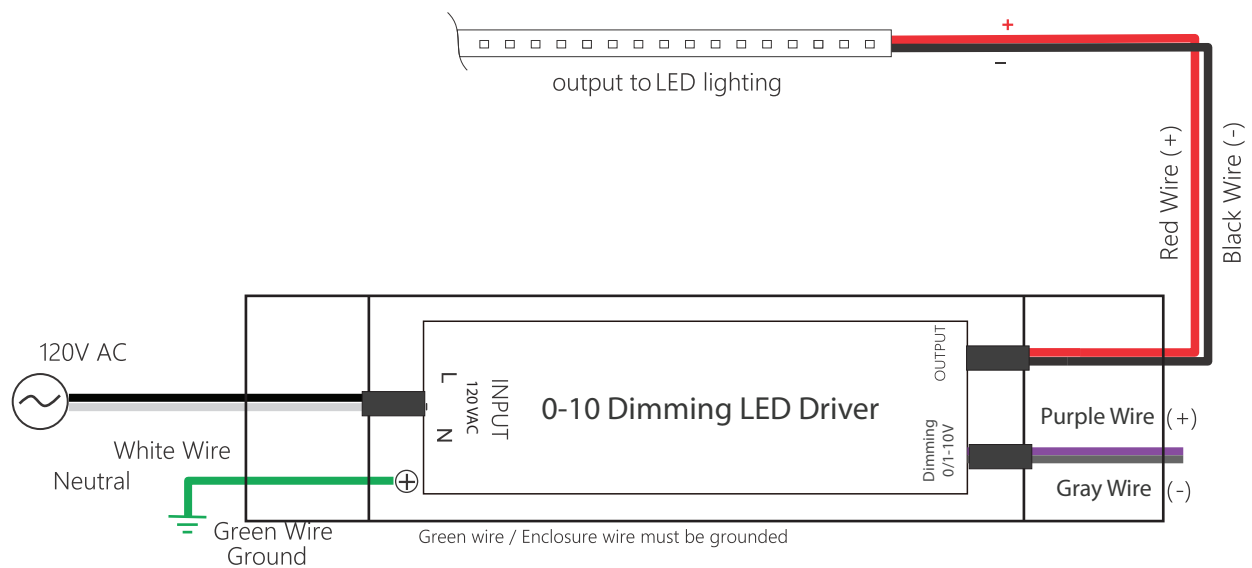 +
−
output to LED lighting
Red Wire (+)
Black Wire (-)
120V AC
OUTPUT
L
N
120 VAC
INPUT
0-10 Dimming LED Driver
Purple Wire (+)
Dimming
0/1-10V
White Wire
Neutral
Gray Wire (-)
Green Wire
Ground
Green wire / Enclosure wire must be grounded